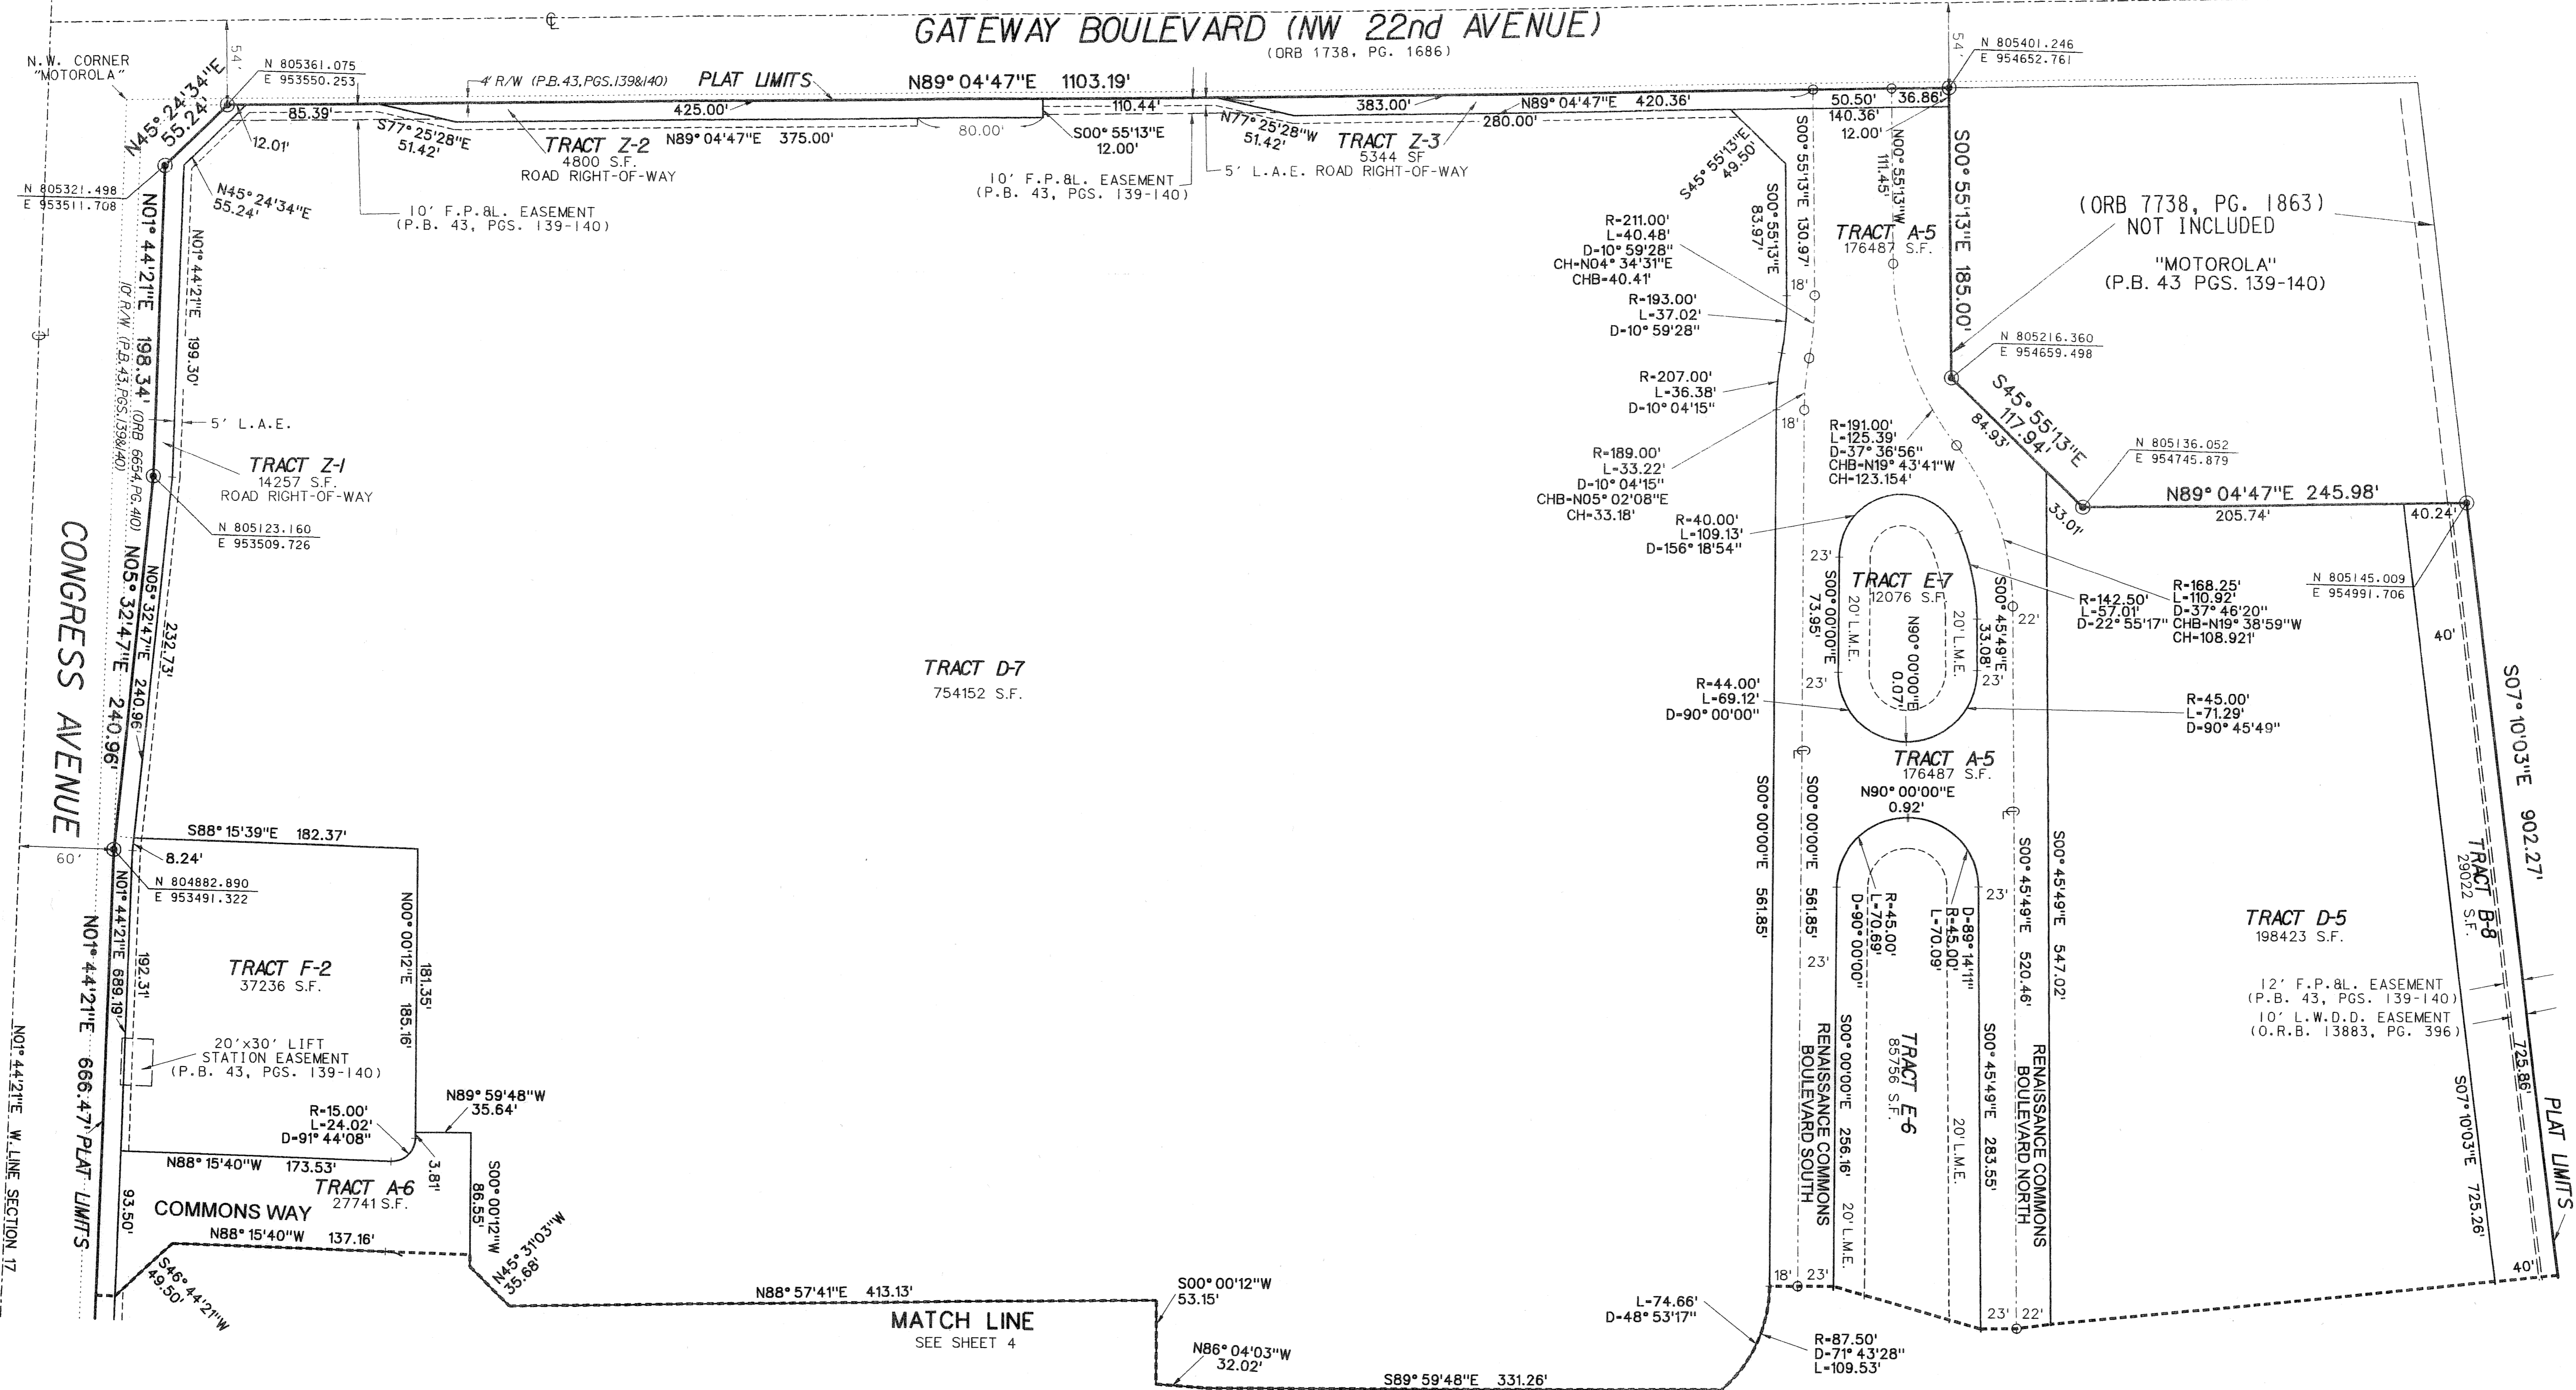 GATEWAY BOULEVARD (NW 22nd AVENUE)
(ORB 1738, PG. 1686)
54'
54'
N.W. CORNER
"MOTOROLA"
N 805361.075
E 953550.253
4' R/W (P.B. 43, PGS. 139&140)
PLAT LIMITS
N89° 04'47"E 1103.19'
N 805401.246
E 954652.761
N45° 24'34"E
55.24'
85.39'
425.00'
110.44'
383.00'
N89° 04'47"E 420.36'
50.50'
36.86'
12.01'
S77° 25'28"E
51.42'
TRACT Z-2
4800 S.F.
ROAD RIGHT-OF-WAY
N89° 04'47"E 375.00'
80.00'
S00° 55'13"E
12.00'
N77° 25'28"W
51.42'
TRACT Z-3
5344 SF
5' L.A.E. ROAD RIGHT-OF-WAY
280.00'
140.36'
12.00'
N 805321.498
E 953511.708
N45° 24'34"E
55.24'
10' F.P.&L. EASEMENT
(P.B. 43, PGS. 139-140)
10' F.P.&L. EASEMENT
(P.B. 43, PGS. 139-140)
S45° 55'13"E
49.50'
S00° 55'13"E
83.97'
S00° 55'13"E 130.97'
N00° 55'13"W
111.45'
S00° 55'13"E 185.00'
TRACT A-5
176487 S.F.
(ORB 7738, PG. 1863)
NOT INCLUDED
"MOTOROLA"
(P.B. 43 PGS. 139-140)
R=211.00'
L=40.48'
D=10° 59'28"
CH=N04° 34'31"E
CHB=40.41'
R=193.00'
L=37.02'
D=10° 59'28"
18'
R=207.00'
L=36.38'
D=10° 04'15"
18'
R=189.00'
L=33.22'
D=10° 04'15"
CHB=N05° 02'08"E
CH=33.18'
R=191.00'
L=125.39'
D=37° 36'56"
CHB=N19° 43'41"W
CH=123.154'
N 805216.360
E 954659.498
S45° 55'13"E
117.94'
84.93'
33.01'
N 805136.052
E 954745.879
N89° 04'47"E 245.98'
205.74'
40.24'
N 805145.009
E 954991.706
N01° 44'21"E 198.34'
(ORB 6654, PG. 410)
10' R/W (P.B. 43, PGS. 139&140)
N01° 44'21"E 199.30'
5' L.A.E.
TRACT Z-1
14257 S.F.
ROAD RIGHT-OF-WAY
N 805123.160
E 953509.726
CONGRESS AVENUE
N05° 32'47"E 240.96'
N05° 32'47"E 240.96'
232.73'
TRACT D-7
754152 S.F.
R=40.00'
L=109.13'
D=156° 18'54"
23'
S00° 00'00"E
73.95'
20' L.M.E.
TRACT E-7
12076 S.F.
N90° 00'00"E
0.07'
20' L.M.E.
S00° 45'49"E
33.08'
22'
23'
23'
R=142.50'
L=57.01'
D=22° 55'17"
R=168.25'
L=110.92'
D=37° 46'20"
CHB=N19° 38'59"W
CH=108.921'
R=44.00'
L=69.12'
D=90° 00'00"
R=45.00'
L=71.29'
D=90° 45'49"
TRACT A-5
176487 S.F.
N90° 00'00"E
0.92'
40'
S07° 10'03"E 902.27'
TRACT B-8
29022 S.F.
S88° 15'39"E 182.37'
60'
8.24'
N 804882.890
E 953491.322
N01° 44'21"E 689.19'
192.31'
TRACT F-2
37236 S.F.
N00° 00'12"E 185.16'
181.35'
20'x30' LIFT
STATION EASEMENT
(P.B. 43, PGS. 139-140)
N01° 44'21"E 666.47' PLAT LIMITS
N01° 44'21"E W. LINE SECTION 17
R=15.00'
L=24.02'
D=91° 44'08"
N89° 59'48"W
35.64'
N88° 15'40"W 173.53'
3.81'
TRACT A-6
27741 S.F.
COMMONS WAY
N88° 15'40"W 137.16'
93.50'
S46° 44'21"W
49.50'
S00° 00'12"W
86.55'
N45° 31'03"W
35.68'
N88° 57'41"E 413.13'
S00° 00'12"W
53.15'
MATCH LINE
SEE SHEET 4
N86° 04'03"W
32.02'
S89° 59'48"E 331.26'
S00° 00'00"E 561.85'
S00° 00'00"E 561.85'
23'
RENAISSANCE COMMONS
BOULEVARD SOUTH
R=45.00'
L=70.69'
D=90° 00'00"
D=89° 14'11"
R=45.00'
L=70.09'
23'
S00° 00'00"E 256.16'
20' L.M.E.
TRACT E-6
85756 S.F.
20' L.M.E.
S00° 45'49"E 283.55'
S00° 45'49"E 520.46'
S00° 45'49"E 547.02'
RENAISSANCE COMMONS
BOULEVARD NORTH
18'
23'
23'
22'
L=74.66'
D=48° 53'17"
R=87.50'
D=71° 43'28"
L=109.53'
TRACT D-5
198423 S.F.
12' F.P.&L. EASEMENT
(P.B. 43, PGS. 139-140)
10' L.W.D.D. EASEMENT
(O.R.B. 13883, PG. 396)
725.86'
S07° 10'03"E 725.26'
40'
PLAT LIMITS